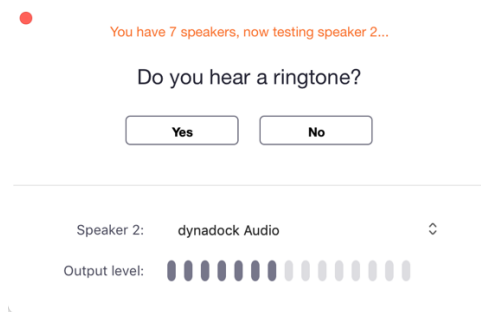 You have 7 speakers, now testing speaker 2...
Do you hear a ringtone?
Yes No
Speaker 2: dynadock Audio
Output level: